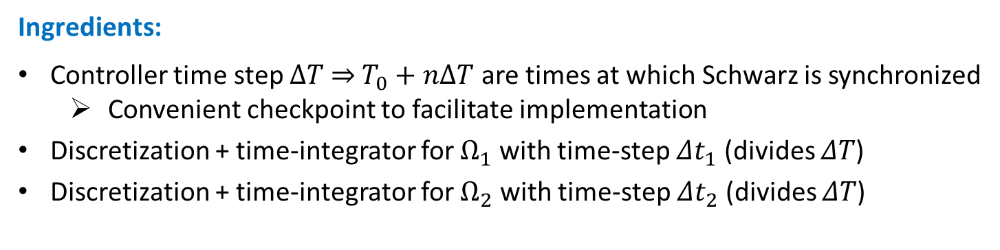 Ingredients:
• Controller time step Δ𝑇 ⇒ 𝑇₀ + 𝑛Δ𝑇 are times at which Schwarz is synchronized
➢ Convenient checkpoint to facilitate implementation
• Discretization + time-integrator for Ω₁ with time-step 𝛥𝑡₁ (divides 𝛥𝑇)
• Discretization + time-integrator for Ω₂ with time-step 𝛥𝑡₂ (divides 𝛥𝑇)